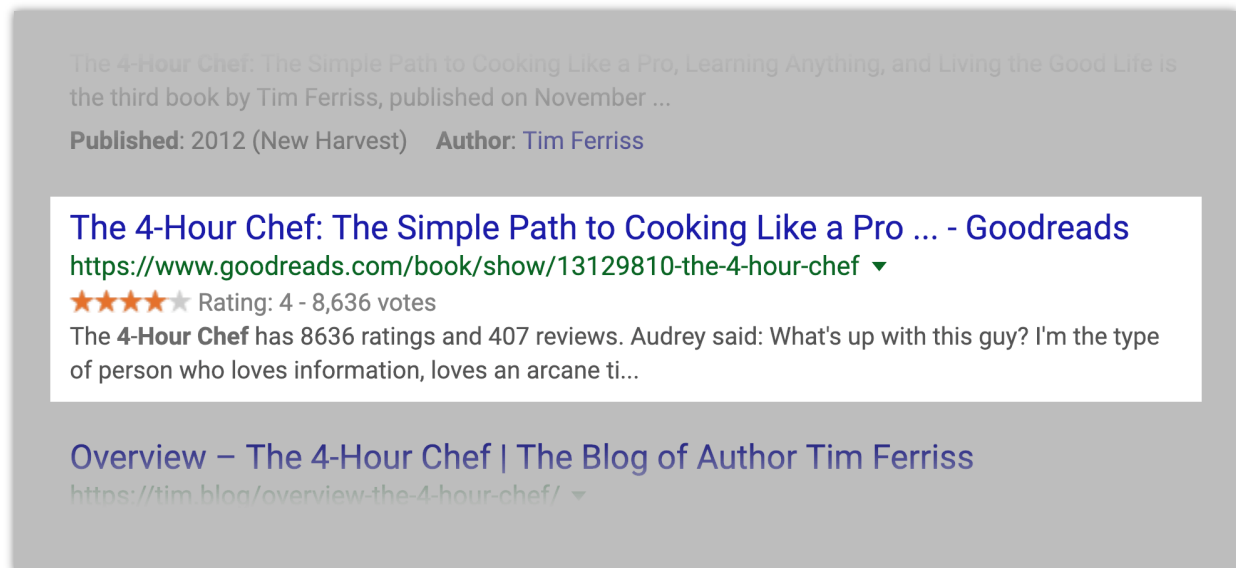 The 4-Hour Chef: The Simple Path to Cooking Like a Pro, Learning Anything, and Living the Good Life is
the third book by Tim Ferriss, published on November ...
Published: 2012 (New Harvest) Author: Tim Ferriss
The 4-Hour Chef: The Simple Path to Cooking Like a Pro ... - Goodreads
https://www.goodreads.com/book/show/13129810-the-4-hour-chef
Rating: 4 - 8,636 votes
The 4-Hour Chef has 8636 ratings and 407 reviews. Audrey said: What's up with this guy? I'm the type
of person who loves information, loves an arcane ti...
Overview – The 4-Hour Chef | The Blog of Author Tim Ferriss
https://tim.blog/overview-the-4-hour-chef/